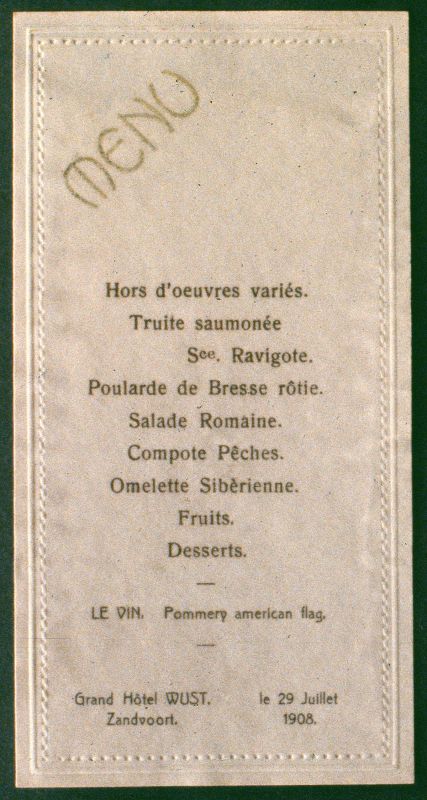 MENU
Hors d'oeuvres variés.
Truite saumonée
Sce. Ravigote.
Poularde de Bresse rôtie.
Salade Romaine.
Compote Pêches.
Omelette Sibèrienne.
Fruits.
Desserts.
—
LE VIN. Pommery american flag.
—
Grand Hôtel WUST. le 29 Juillet
Zandvoort. 1908.